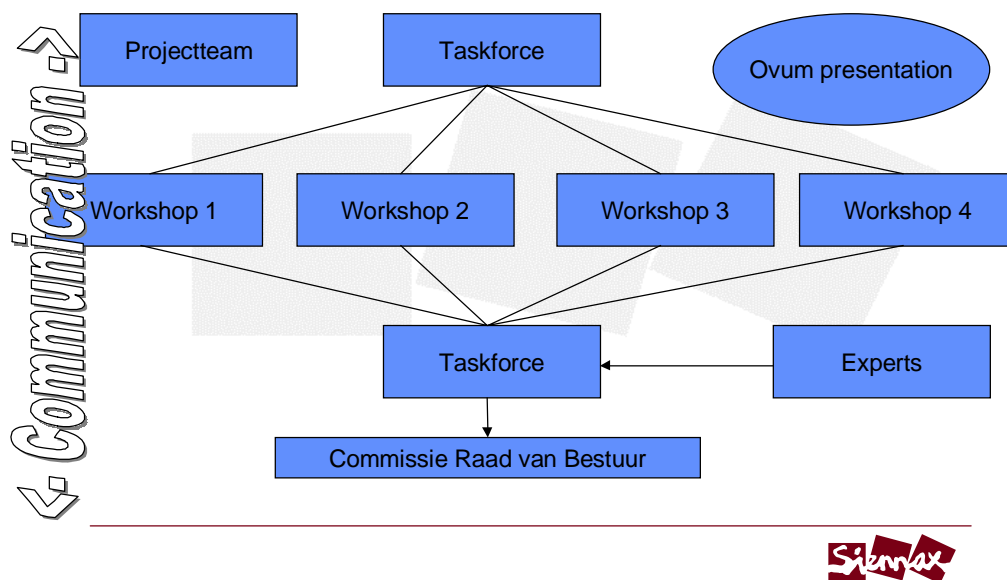 <- Communication ->
Projectteam
Taskforce
Ovum presentation
Workshop 1
Workshop 2
Workshop 3
Workshop 4
Taskforce
Experts
Commissie Raad van Bestuur
Siennax